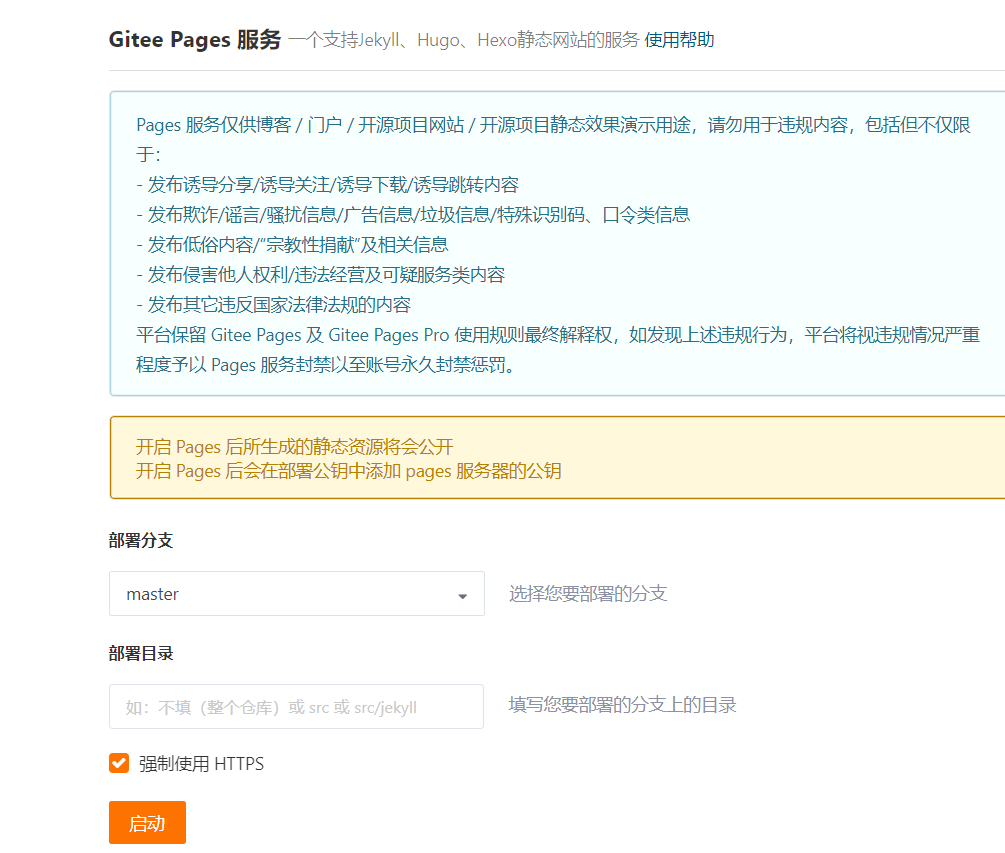 Gitee Pages 服务 一个支持Jekyll、Hugo、Hexo静态网站的服务 使用帮助
Pages 服务仅供博客 / 门户 / 开源项目网站 / 开源项目静态效果演示用途，请勿用于违规内容，包括但不仅限
于：
- 发布诱导分享/诱导关注/诱导下载/诱导跳转内容
- 发布欺诈/谣言/骚扰信息/广告信息/垃圾信息/特殊识别码、口令类信息
- 发布低俗内容/“宗教性捐献”及相关信息
- 发布侵害他人权利/违法经营及可疑服务类内容
- 发布其它违反国家法律法规的内容
平台保留 Gitee Pages 及 Gitee Pages Pro 使用规则最终解释权，如发现上述违规行为，平台将视违规情况严重
程度予以 Pages 服务封禁以至账号永久封禁惩罚。
开启 Pages 后所生成的静态资源将会公开
开启 Pages 后会在部署公钥中添加 pages 服务器的公钥
部署分支
master 选择您要部署的分支
部署目录
如：不填（整个仓库）或 src 或 src/jekyll 填写您要部署的分支上的目录
强制使用 HTTPS
启动